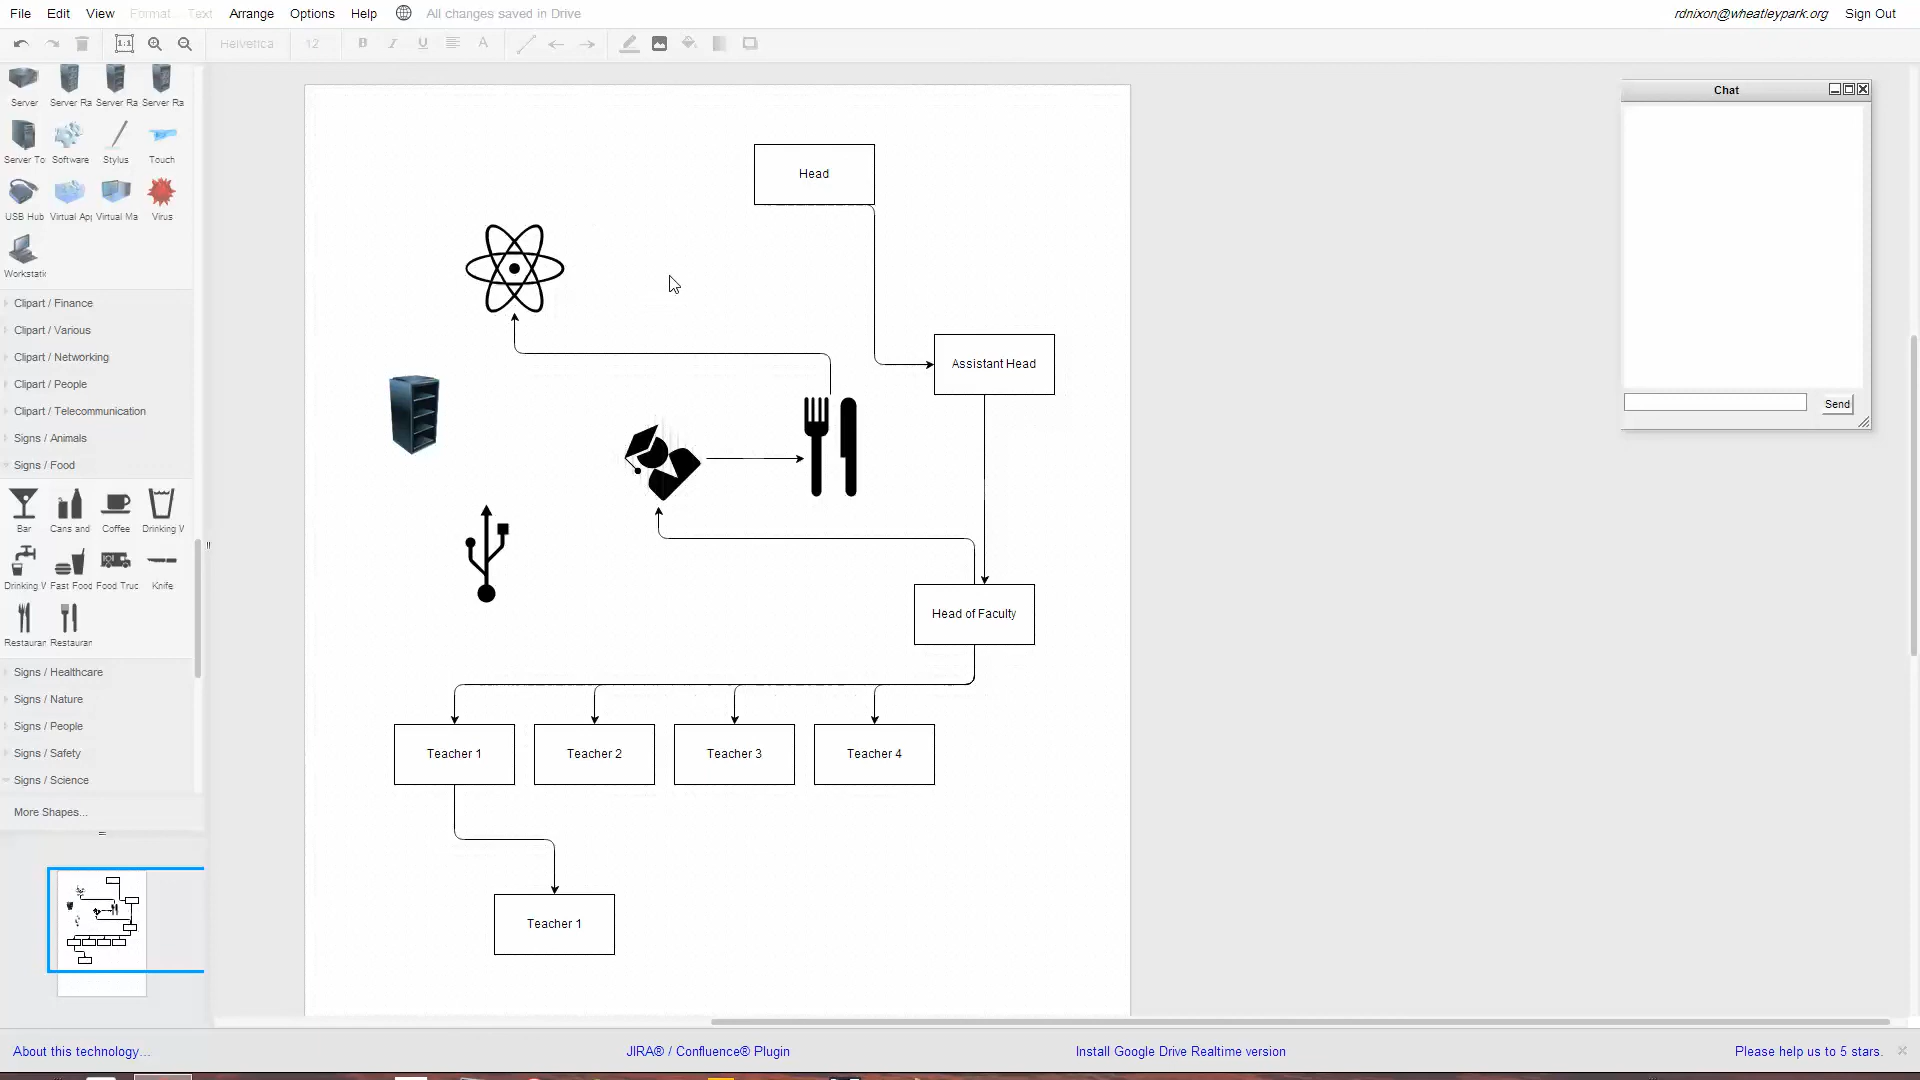 File Edit View Format Text Arrange Options Help All changes saved in Drive rdnixon@wheatleypark.org Sign Out
1:1 Helvetica 12 B I U A
Server Server Ra Server Ra Server Ra
Server To Software Stylus Touch
USB Hub Virtual App Virtual Ma Virus
Workstatio
Clipart / Finance
Clipart / Various
Clipart / Networking
Clipart / People
Clipart / Telecommunication
Signs / Animals
Signs / Food
Bar Cans and Coffee Drinking W
Drinking W Fast Food Food Truc Knife
Restauran Restauran
Signs / Healthcare
Signs / Nature
Signs / People
Signs / Safety
Signs / Science
More Shapes...
Head
Assistant Head
Head of Faculty
Teacher 1 Teacher 2 Teacher 3 Teacher 4
Teacher 1
Chat
Send
About this technology... JIRA® / Confluence® Plugin Install Google Drive Realtime version Please help us to 5 stars.